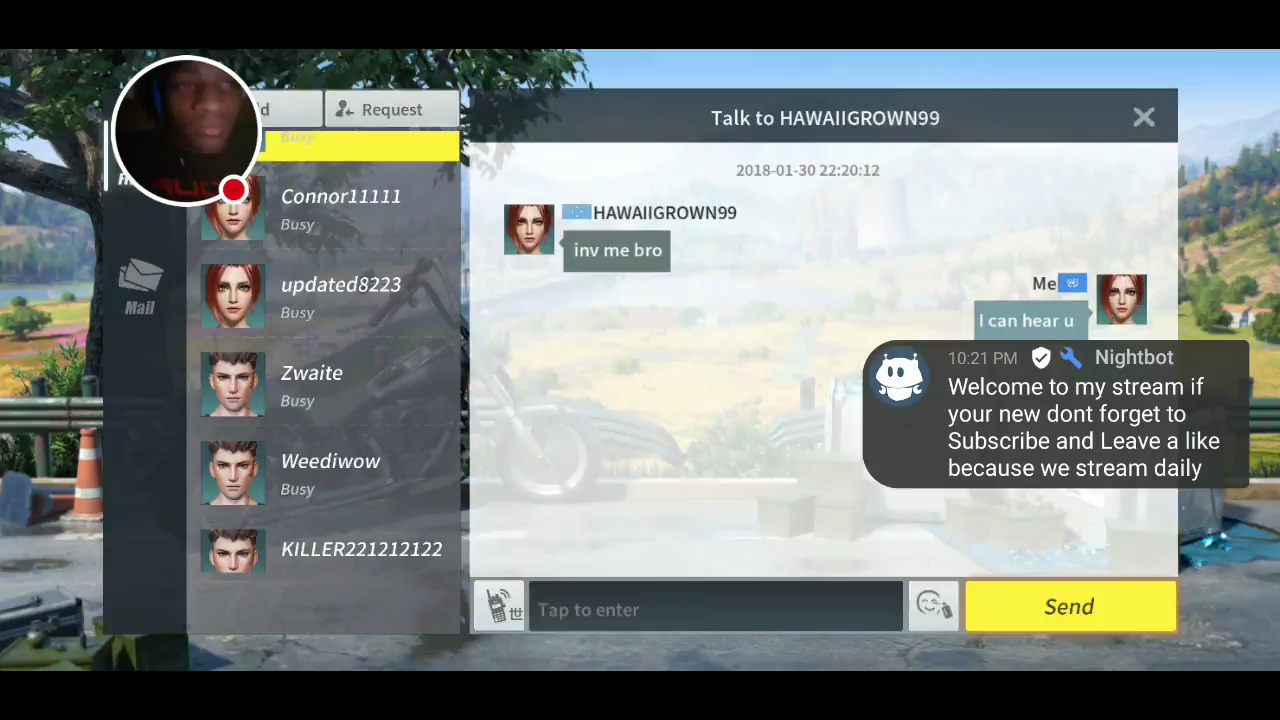 Request
Talk to HAWAIIGROWN99
Busy
2018-01-30 22:20:12
Connor11111
Busy
HAWAIIGROWN99
inv me bro
updated8223
Busy
Mail
Me
I can hear u
10:21 PM Nightbot
Welcome to my stream if
your new dont forget to
Subscribe and Leave a like
because we stream daily
Zwaite
Busy
Weediwow
Busy
KILLER221212122
世
Tap to enter
Send